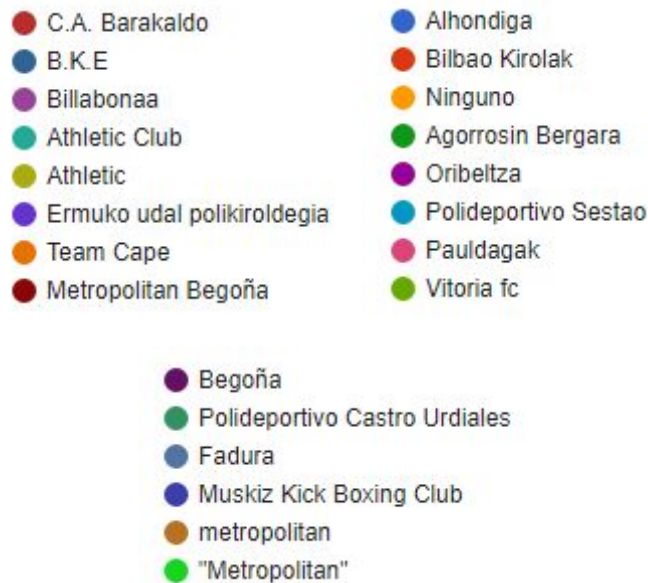 C.A. Barakaldo
B.K.E
Billabonaa
Athletic Club
Athletic
Ermuko udal polikiroldegia
Team Cape
Metropolitan Begoña
Alhondiga
Bilbao Kirolak
Ninguno
Agorrosin Bergara
Oribeltza
Polideportivo Sestao
Pauldagak
Vitoria fc
Begoña
Polideportivo Castro Urdiales
Fadura
Muskiz Kick Boxing Club
metropolitan
"Metropolitan"